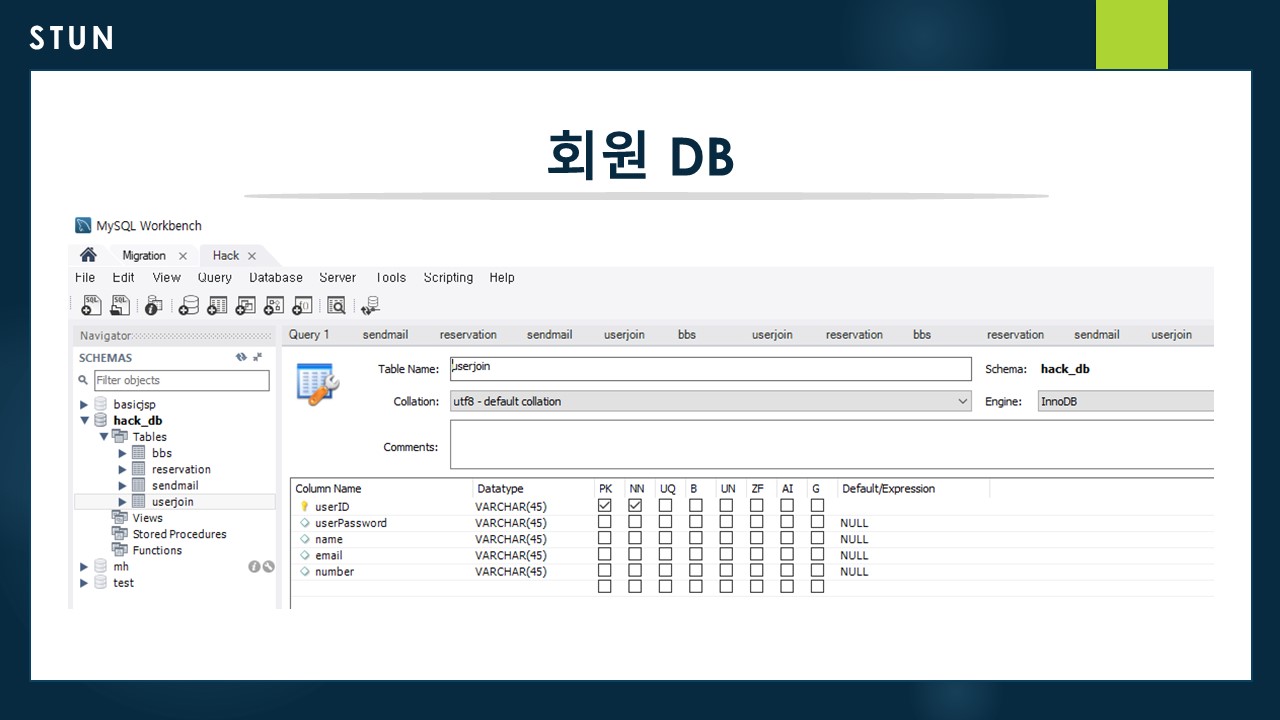 STUN
회원 DB
MySQL Workbench
Migration × Hack ×
File Edit View Query Database Server Tools Scripting Help
Navigator
Query 1 sendmail reservation sendmail userjoin bbs userjoin reservation bbs reservation sendmail userjoin
SCHEMAS
Filter objects
basicjsp
hack_db
Tables
bbs
reservation
sendmail
userjoin
Views
Stored Procedures
Functions
mh
test
Table Name: userjoin Schema: hack_db
Collation: utf8 - default collation Engine: InnoDB
Comments:
Column Name Datatype PK NN UQ B UN ZF AI G Default/Expression
userID VARCHAR(45)
userPassword VARCHAR(45) NULL
name VARCHAR(45) NULL
email VARCHAR(45) NULL
number VARCHAR(45) NULL